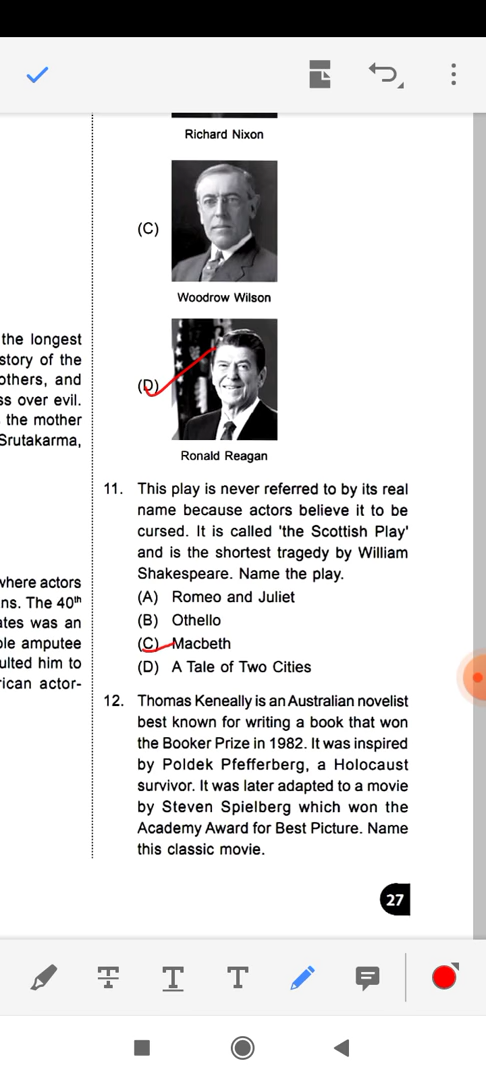 Richard Nixon
(C)
Woodrow Wilson
(D)
Ronald Reagan
the longest
story of the
others, and
ss over evil.
the mother
Srutakarma,
where actors
ns. The 40th
ates was an
ble amputee
ulted him to
rican actor-
11. This play is never referred to by its real
name because actors believe it to be
cursed. It is called 'the Scottish Play'
and is the shortest tragedy by William
Shakespeare. Name the play.
(A) Romeo and Juliet
(B) Othello
(C) Macbeth
(D) A Tale of Two Cities
12. Thomas Keneally is an Australian novelist
best known for writing a book that won
the Booker Prize in 1982. It was inspired
by Poldek Pfefferberg, a Holocaust
survivor. It was later adapted to a movie
by Steven Spielberg which won the
Academy Award for Best Picture. Name
this classic movie.
27